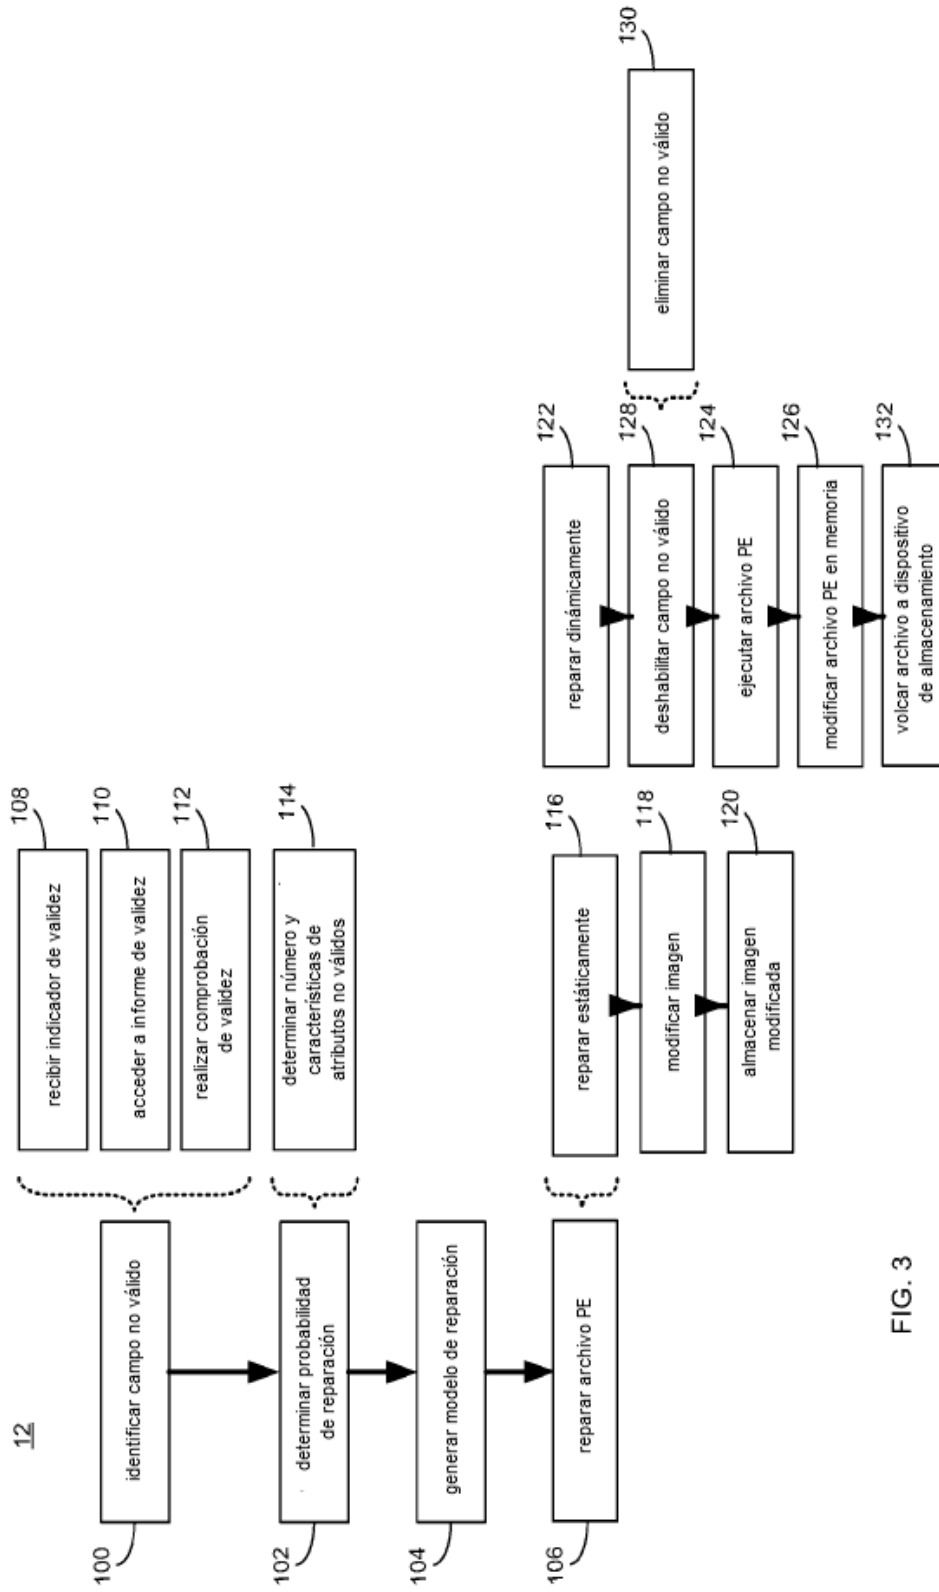 12
100
identificar campo no válido
102
determinar probabilidad
de reparación
104
generar modelo de reparación
106
reparar archivo PE
108
recibir indicador de validez
110
acceder a informe de validez
112
realizar comprobación
de validez
114
determinar número y
características de
atributos no válidos
116
reparar estáticamente
118
modificar imagen
120
almacenar imagen
modificada
122
reparar dinámicamente
128
deshabilitar campo no válido
124
ejecutar archivo PE
126
modificar archivo PE en memoria
132
volcar archivo a dispositivo
de almacenamiento
130
eliminar campo no válido
FIG. 3